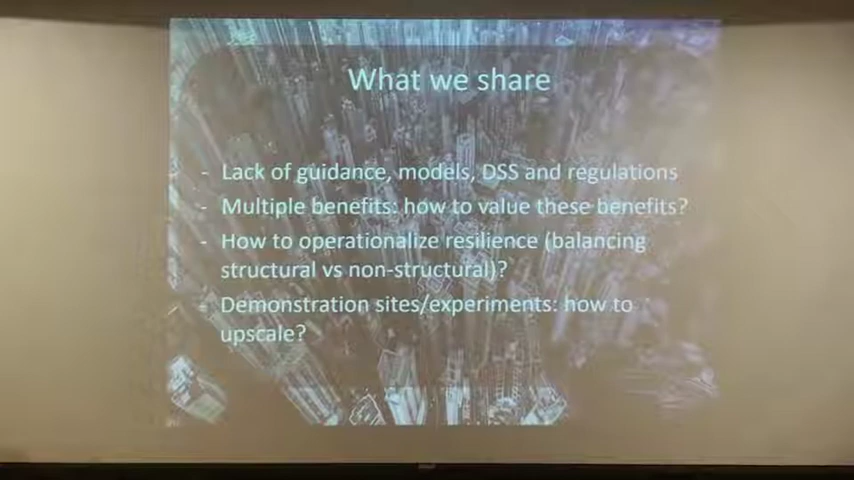 What we share
- Lack of guidance, models, DSS and regulations
- Multiple benefits: how to value these benefits?
- How to operationalize resilience (balancing
structural vs non-structural)?
- Demonstration sites/experiments: how to
upscale?